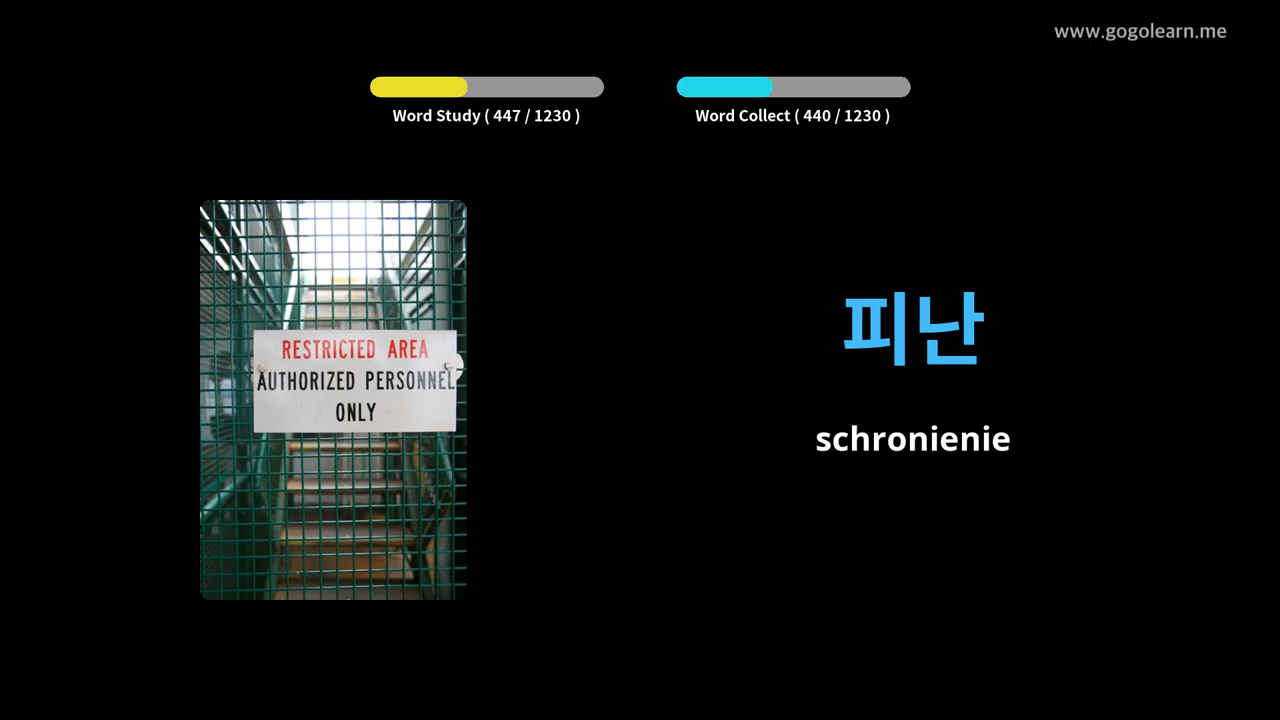 www.gogolearn.me
Word Study ( 447 / 1230 )
Word Collect ( 440 / 1230 )
RESTRICTED AREA
AUTHORIZED PERSONNEL
ONLY
피난
schronienie